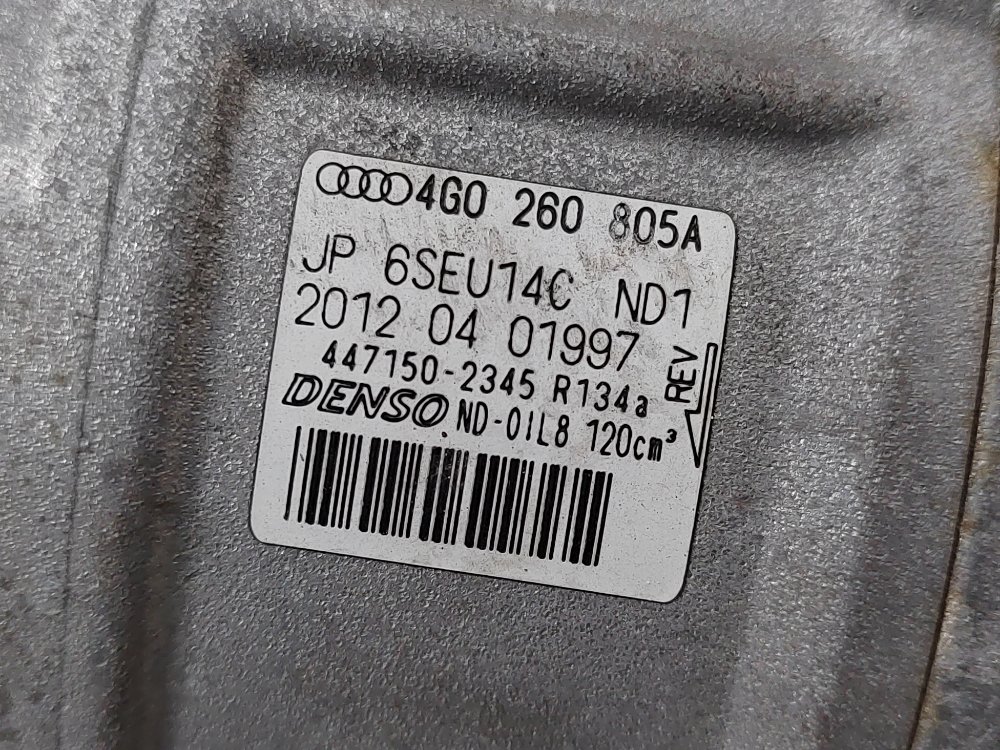 4G0 260 805A
JP 6SEU14C ND1
2012 04 01997
447150-2345 R134a
DENSO ND-OIL8 120cm³
REV